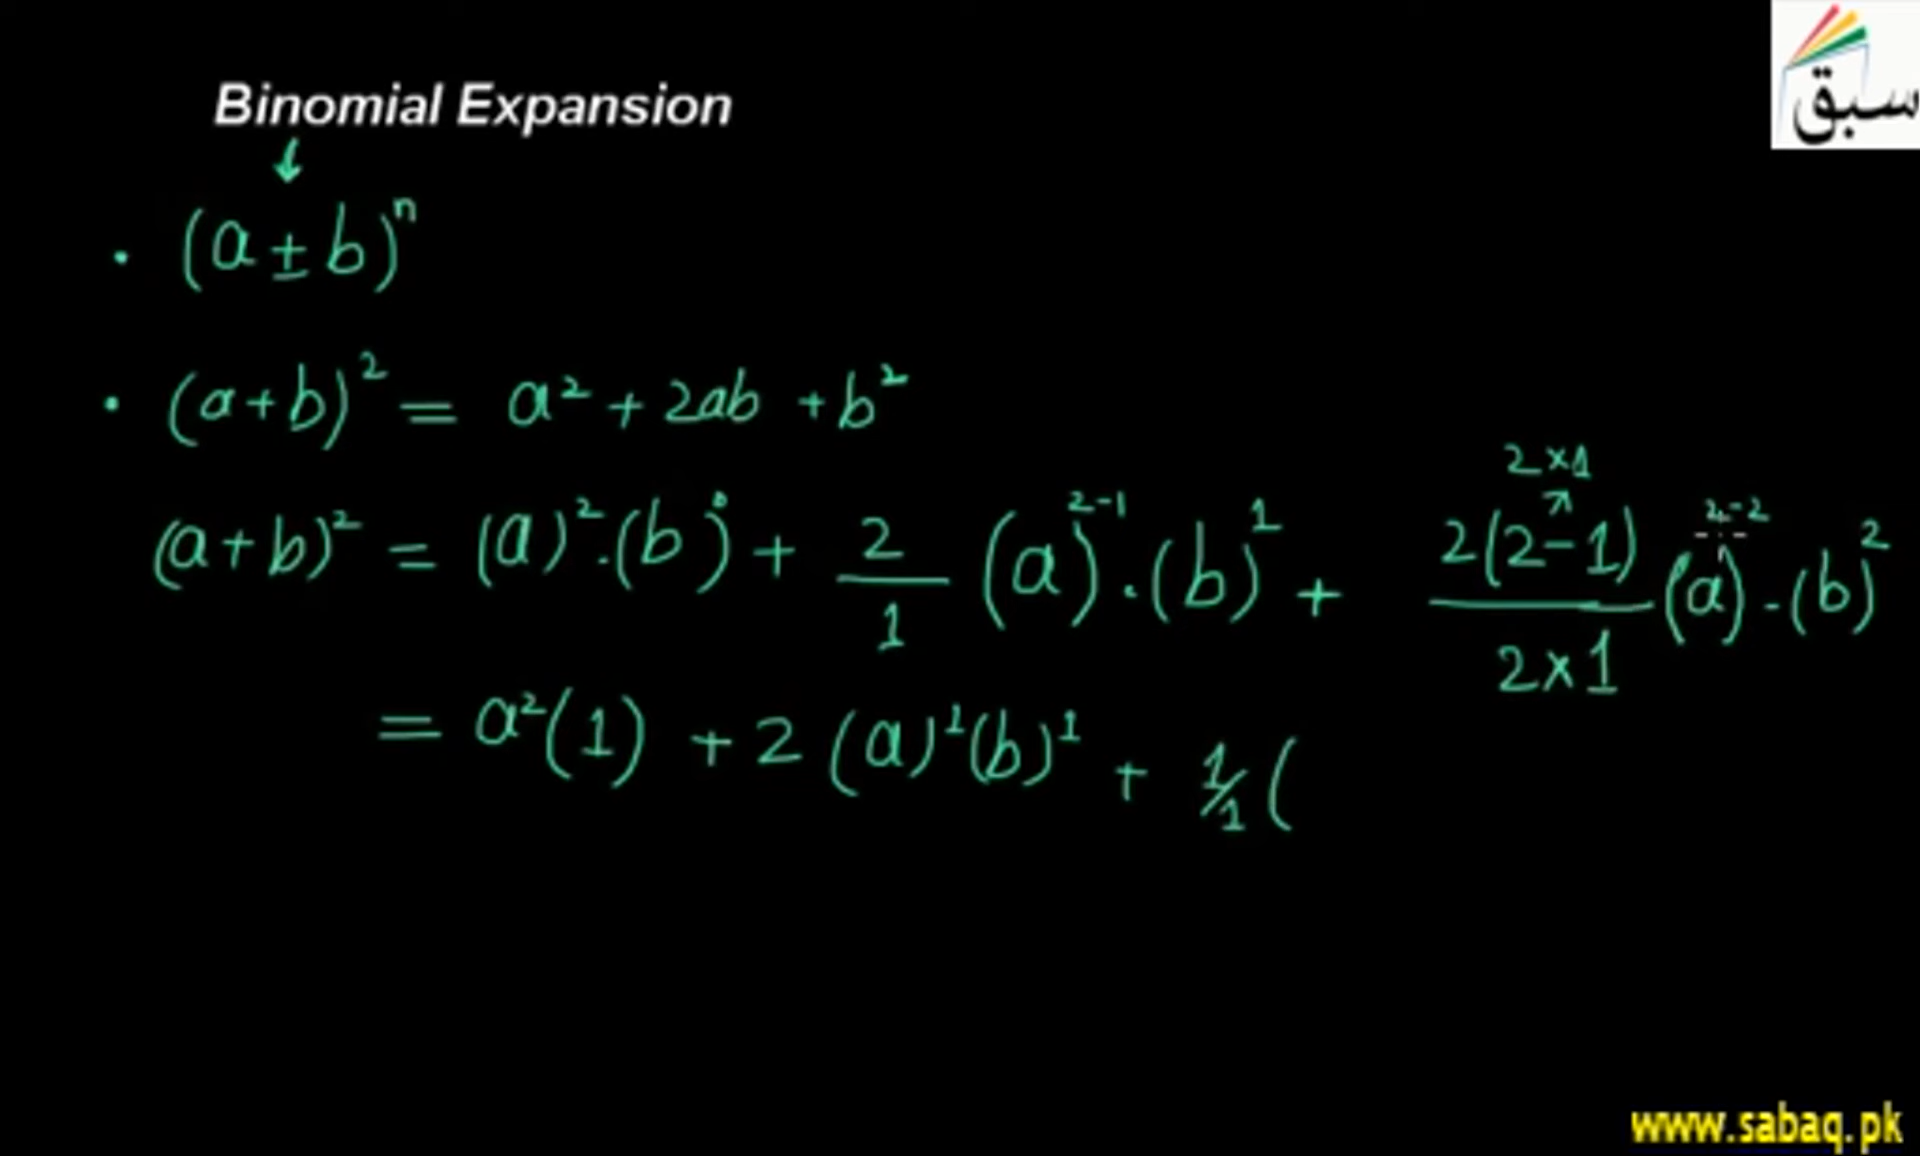 سبق
Binomial Expansion
↓
· (a ± b)ⁿ
· (a+b)² = a² + 2ab + b²
2×1
(a+b)² = (a)².(b)⁰ + 2/1 (a)²⁻¹.(b)¹ + 2(2-1)/2×1 (a)²⁻².(b)²
= a²(1) + 2(a)¹(b)¹ + 1/1 (
www.sabaq.pk